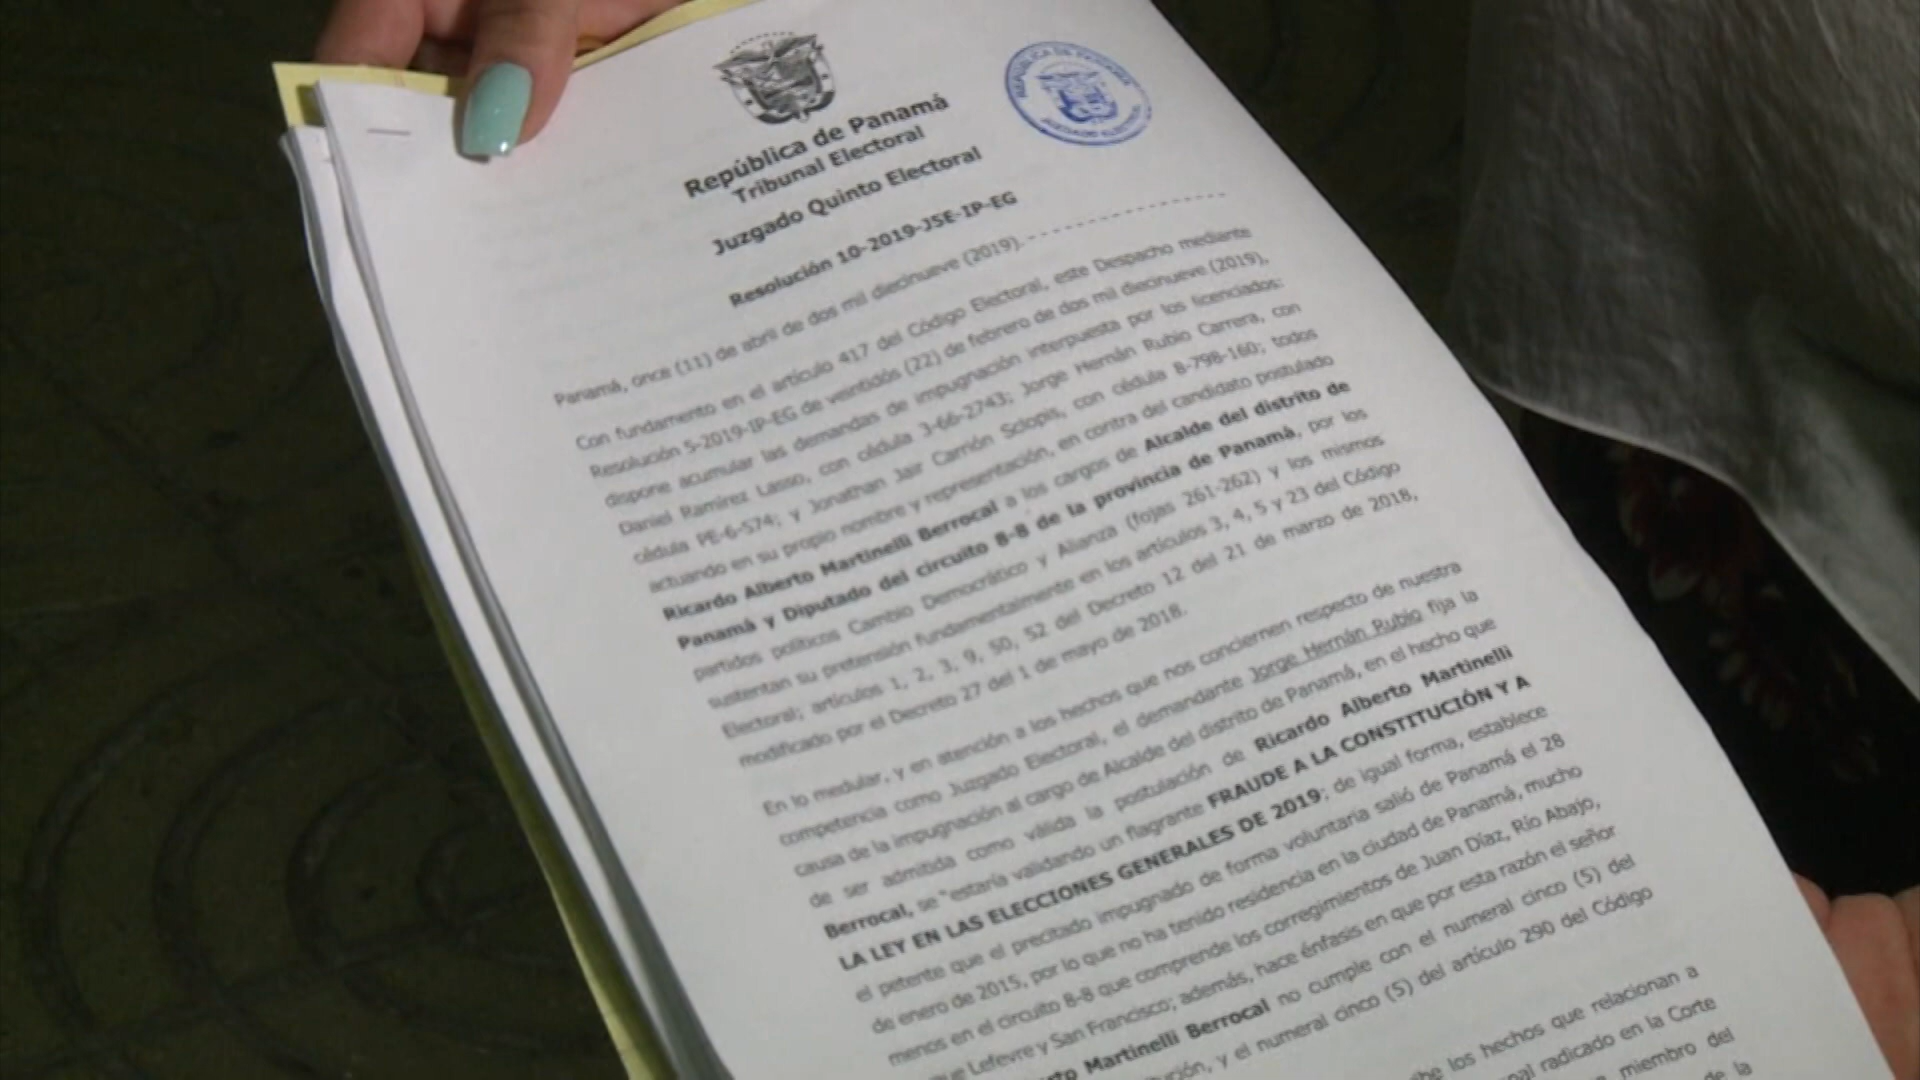 República de Panamá
Tribunal Electoral
Juzgado Quinto Electoral
Resolución 10-2019-J5E-IP-EG
REPÚBLICA DE PANAMÁ
JUZGADO ELECTORAL
Panamá, once (11) de abril de dos mil diecinueve (2019). - - - - - - - - - - - - - - - - - -
Con fundamento en el artículo 417 del Código Electoral, este Despacho mediante
Resolución 5-2019-IP-EG de veintidós (22) de febrero de dos mil diecinueve (2019),
dispone acumular las demandas de impugnación interpuesta por los licenciados:
Daniel Ramírez Lasso, con cédula 3-66-2743; Jorge Hernán Rubio Carrera, con
cédula PE-6-574; y Jonathan Jair Carrión Sclopis, con cédula 8-798-160; todos
actuando en su propio nombre y representación, en contra del candidato postulado
Ricardo Alberto Martinelli Berrocal a los cargos de Alcalde del distrito de
Panamá y Diputado del circuito 8-8 de la provincia de Panamá, por los
partidos políticos Cambio Democrático y Alianza (fojas 261-262) y los mismos
sustentan su pretensión fundamentalmente en los artículos 3, 4, 5 y 23 del Código
Electoral; artículos 1, 2, 3, 9, 50, 52 del Decreto 12 del 21 de marzo de 2018,
modificado por el Decreto 27 del 1 de mayo de 2018.
En lo medular, y en atención a los hechos que nos conciernen respecto de nuestra
competencia como Juzgado Electoral, el demandante Jorge Hernán Rubio fija la
causa de la impugnación al cargo de Alcalde del distrito de Panamá, en el hecho que
de ser admitida como válida la postulación de Ricardo Alberto Martinelli
Berrocal, se "estaría validando un flagrante FRAUDE A LA CONSTITUCIÓN Y A
LA LEY EN LAS ELECCIONES GENERALES DE 2019; de igual forma, establece
el petente que el precitado impugnado de forma voluntaria salió de Panamá el 28
de enero de 2015, por lo que no ha tenido residencia en la ciudad de Panamá, mucho
menos en el circuito 8-8 que comprende los corregimientos de Juan Díaz, Río Abajo,
que Lefevre y San Francisco; además, hace énfasis en que por esta razón el señor
rto Martinelli Berrocal no cumple con el numeral cinco (5) del
ución, y el numeral cinco (5) del artículo 290 del Código
be los hechos que relacionan a
nal radicado en la Corte
miembro del
de la